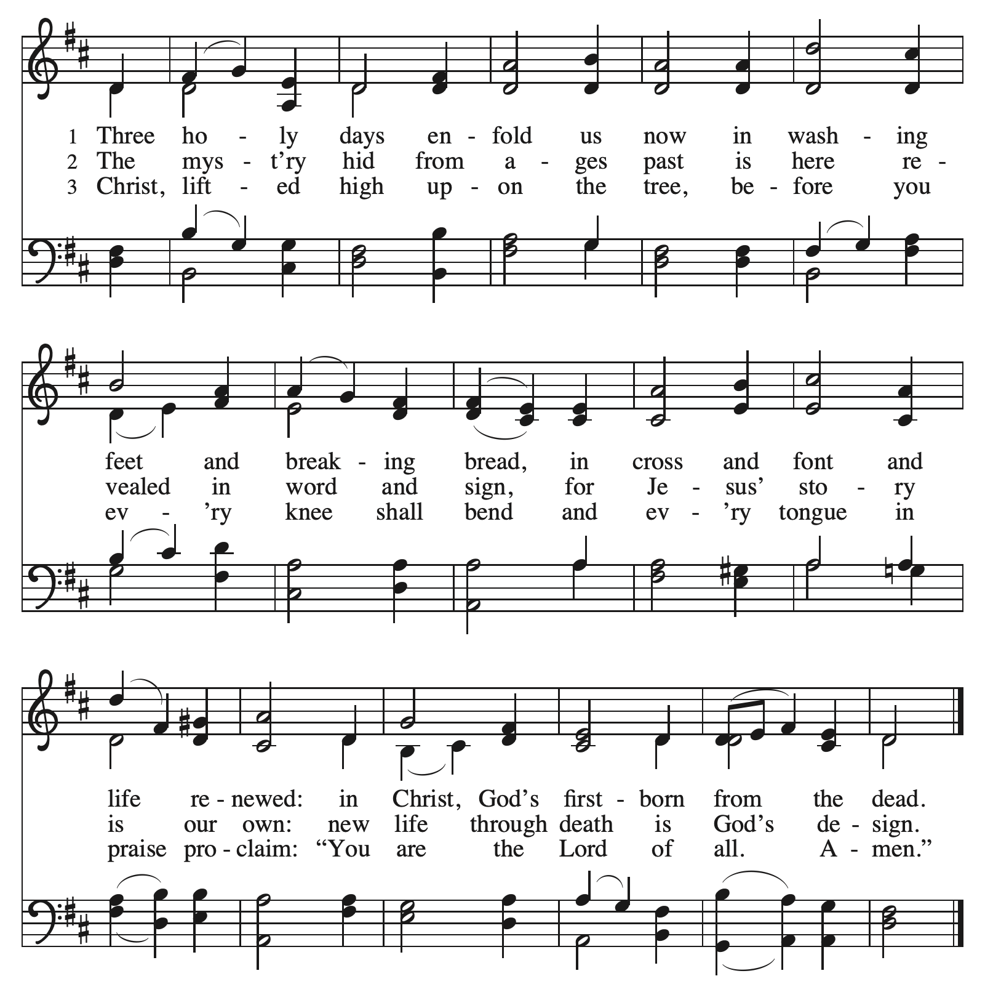 1 Three ho - ly days en - fold us now in wash - ing
2 The mys - t’ry hid from a - ges past is here re -
3 Christ, lift - ed high up - on the tree, be - fore you
feet and break - ing bread, in cross and font and
vealed in word and sign, for Je - sus’ sto - ry
ev - ’ry knee shall bend and ev - ’ry tongue in
life re - newed: in Christ, God’s first - born from the dead.
is our own: new life through death is God’s de - sign.
praise pro - claim: “You are the Lord of all. A - men.”